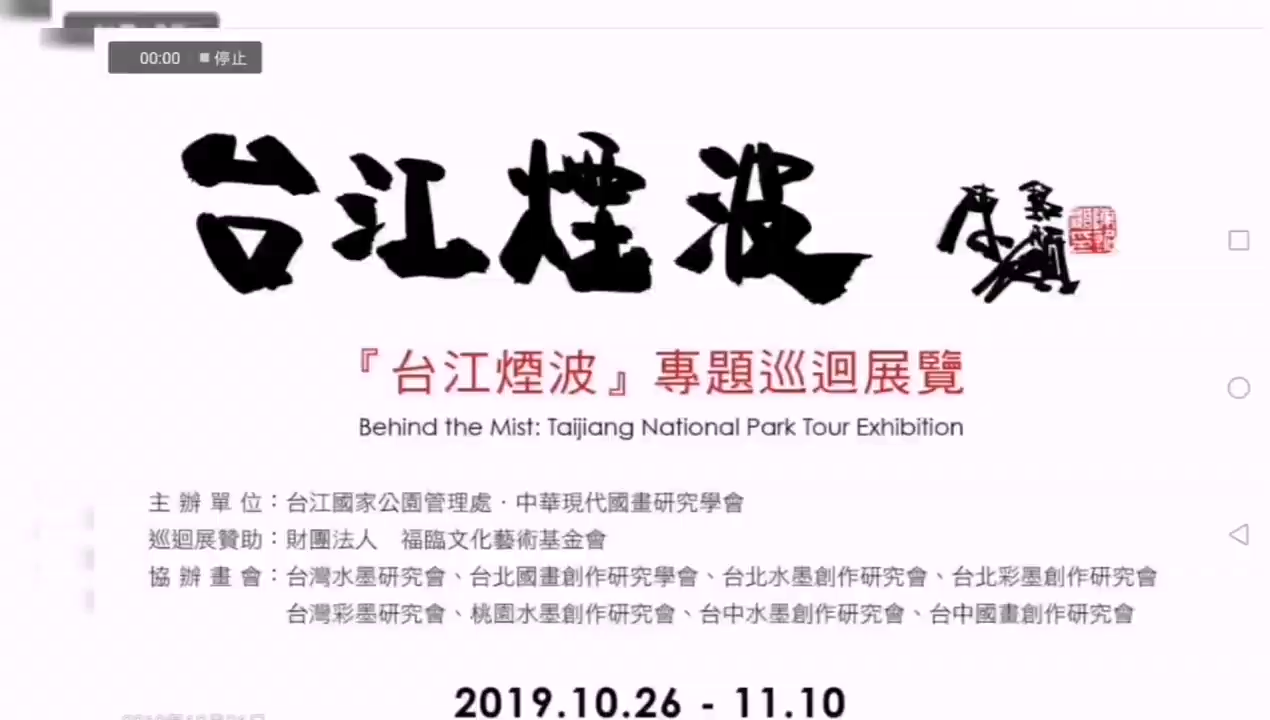 00:00 停止
台江煙波
『台江煙波』專題巡迴展覽
Behind the Mist: Taijiang National Park Tour Exhibition
主辦單位：台江國家公園管理處·中華現代國畫研究學會
巡迴展贊助：財團法人 福臨文化藝術基金會
協辦畫會：台灣水墨研究會、台北國畫創作研究學會、台北水墨創作研究會、台北彩墨創作研究會
台灣彩墨研究會、桃園水墨創作研究會、台中水墨創作研究會、台中國畫創作研究會
2019.10.26 - 11.10